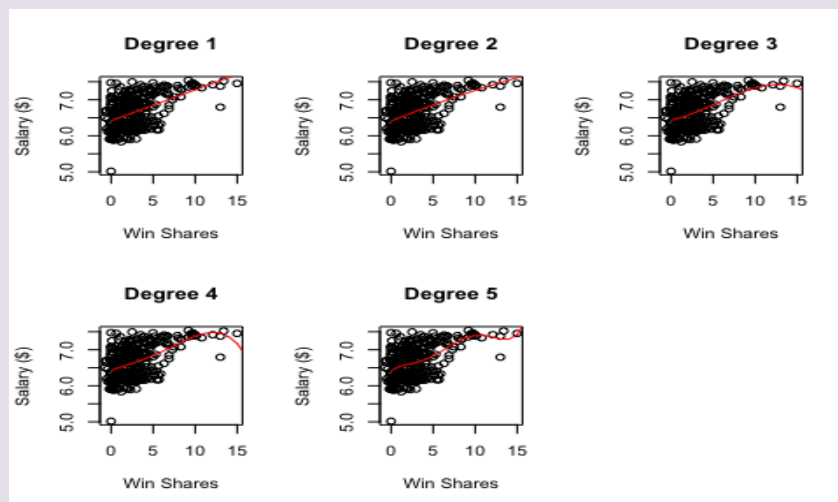 Degree 1
Degree 2
Degree 3
Salary ($)
7.0
6.0
5.0
0 5 10 15
Win Shares
Salary ($)
7.0
6.0
5.0
0 5 10 15
Win Shares
Salary ($)
7.0
6.0
5.0
0 5 10 15
Win Shares
Degree 4
Degree 5
Salary ($)
7.0
6.0
5.0
0 5 10 15
Win Shares
Salary ($)
7.0
6.0
5.0
0 5 10 15
Win Shares